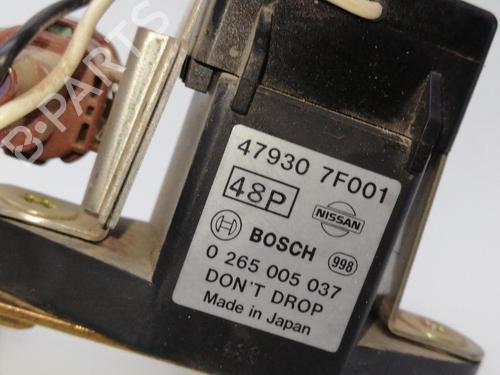 47930 7F001
48P NISSAN
BOSCH 998
0 265 005 037
DON'T DROP
Made in Japan
B-PARTS